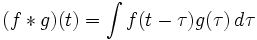 (f ∗ g)(t) = ∫ f(t − τ)g(τ) dτ